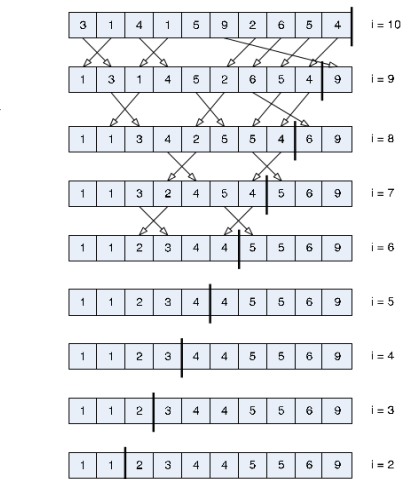 3 1 4 1 5 9 2 6 5 4 i = 10
1 3 1 4 5 2 6 5 4 9 i = 9
1 1 3 4 2 5 5 4 6 9 i = 8
1 1 3 2 4 5 4 5 6 9 i = 7
1 1 2 3 4 4 5 5 6 9 i = 6
1 1 2 3 4 4 5 5 6 9 i = 5
1 1 2 3 4 4 5 5 6 9 i = 4
1 1 2 3 4 4 5 5 6 9 i = 3
1 1 2 3 4 4 5 5 6 9 i = 2